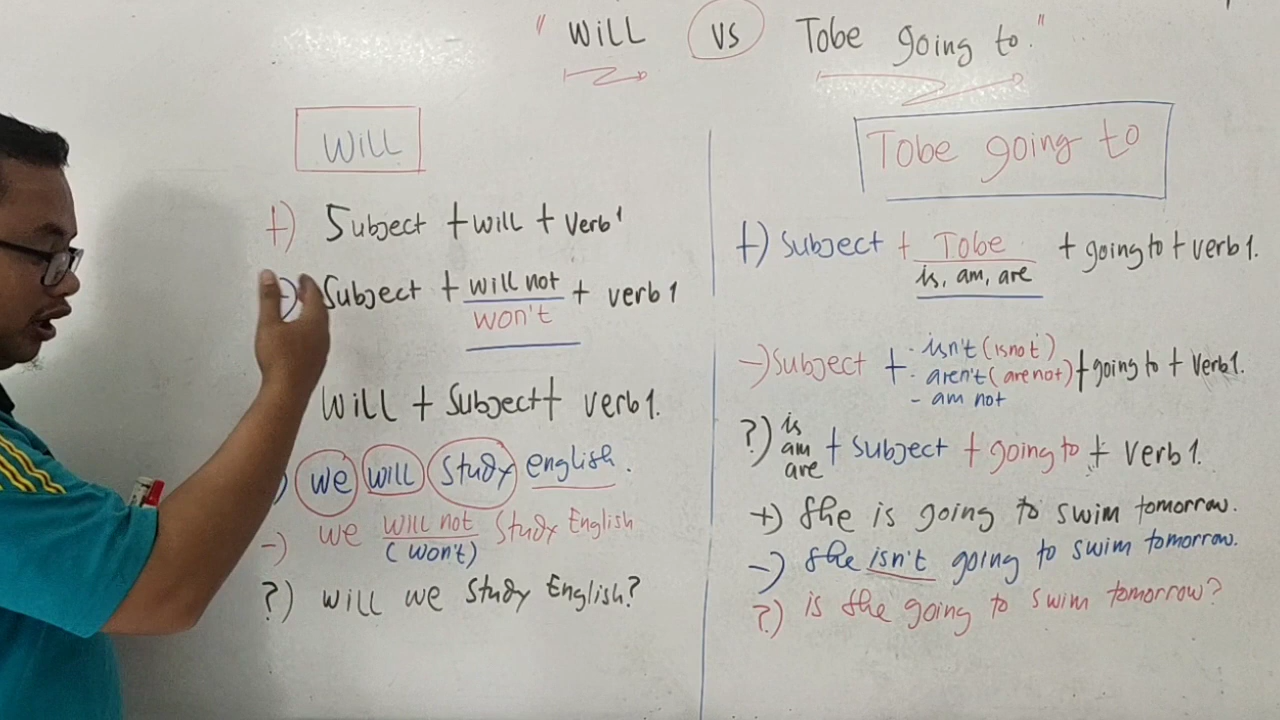 " WILL vs Tobe going to. "
Will
+) Subject + will + Verb1
-) Subject + will not + verb 1
won't
Will + Subject + verb 1.
) we will study english.
-) we will not study English
(won't)
?) will we study English?
Tobe going to
+) Subject + Tobe + going to + verb 1.
is, am, are
-) Subject + - isn't (is not) + going to + Verb 1.
- aren't (are not)
- am not
?) is + subject + going to + verb 1.
am
are
+) She is going to swim tomorrow.
-) She isn't going to swim tomorrow.
?) is she going to swim tomorrow?